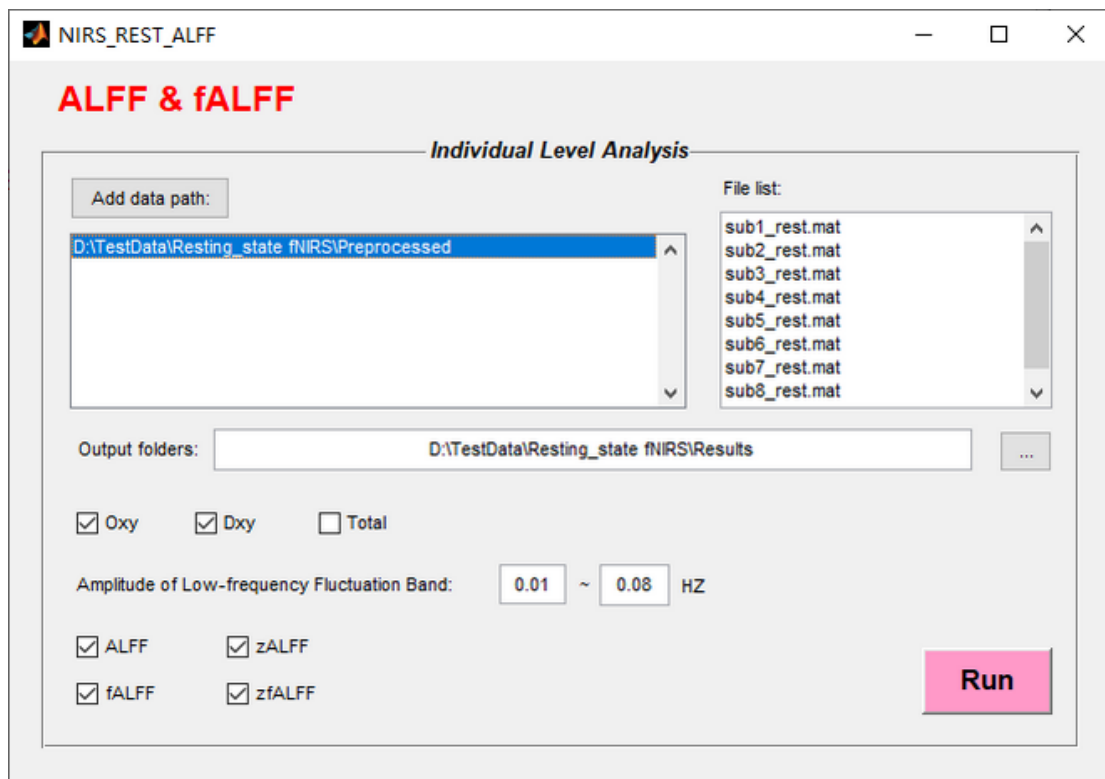 NIRS_REST_ALFF
ALFF & fALFF
Individual Level Analysis
Add data path:
D:\TestData\Resting_state fNIRS\Preprocessed
File list:
sub1_rest.mat
sub2_rest.mat
sub3_rest.mat
sub4_rest.mat
sub5_rest.mat
sub6_rest.mat
sub7_rest.mat
sub8_rest.mat
Output folders: D:\TestData\Resting_state fNIRS\Results ...
Oxy Dxy Total
Amplitude of Low-frequency Fluctuation Band: 0.01 ~ 0.08 HZ
ALFF zALFF
fALFF zfALFF
Run